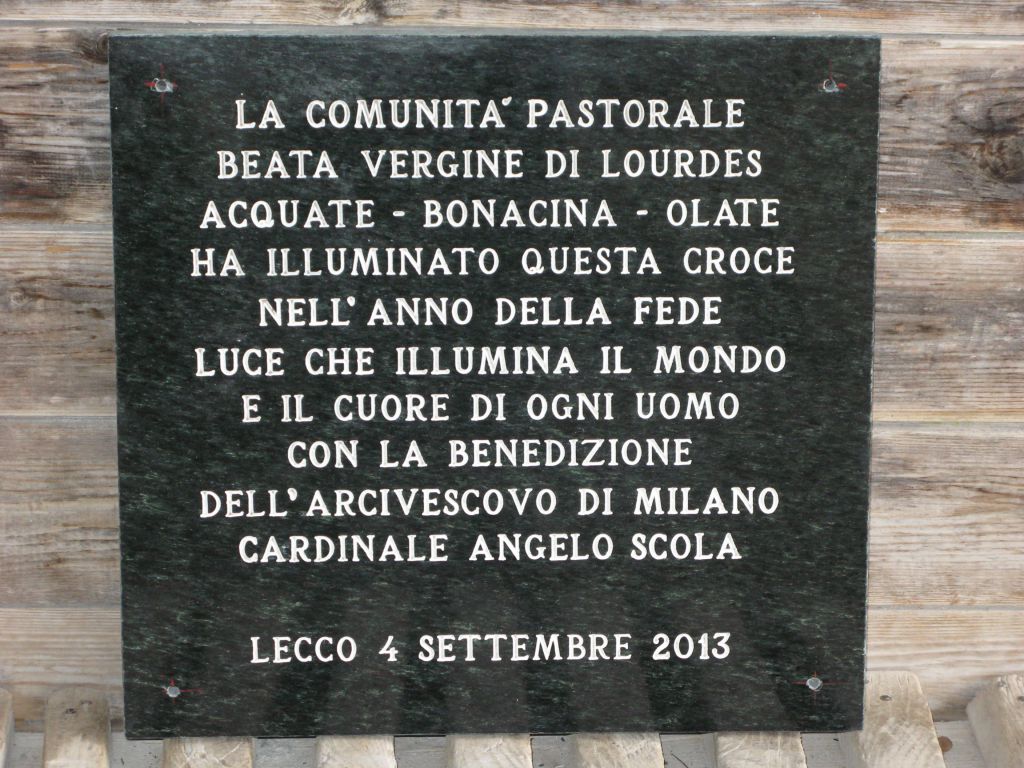 LA COMUNITA' PASTORALE
BEATA VERGINE DI LOURDES
ACQUATE - BONACINA - OLATE
HA ILLUMINATO QUESTA CROCE
NELL'ANNO DELLA FEDE
LUCE CHE ILLUMINA IL MONDO
E IL CUORE DI OGNI UOMO
CON LA BENEDIZIONE
DELL'ARCIVESCOVO DI MILANO
CARDINALE ANGELO SCOLA
LECCO 4 SETTEMBRE 2013